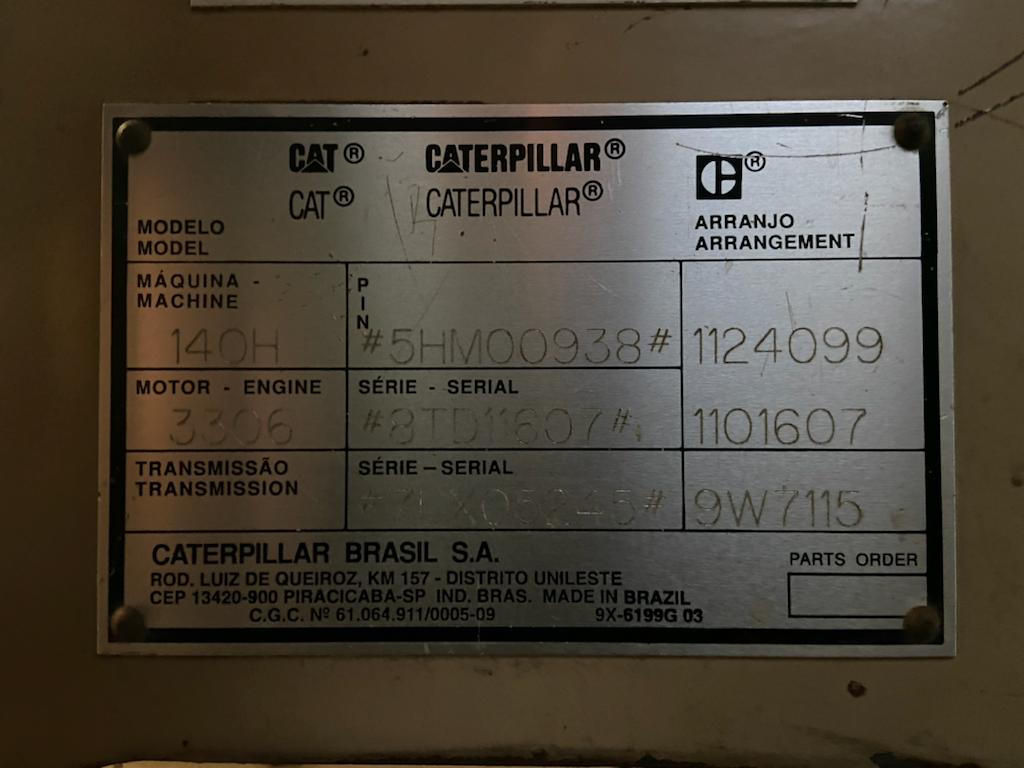 CAT® CATERPILLAR®
CAT® CATERPILLAR® ®
MODELO
MODEL
ARRANJO
ARRANGEMENT
MÁQUINA -
MACHINE
PIN
140H #5HM00938# 1124099
MOTOR - ENGINE SÉRIE - SERIAL
3306 #8TD11607# 1101607
TRANSMISSÃO SÉRIE – SERIAL
TRANSMISSION
9W7115
CATERPILLAR BRASIL S.A.
PARTS ORDER
ROD. LUIZ DE QUEIROZ, KM 157 - DISTRITO UNILESTE
CEP 13420-900 PIRACICABA-SP IND. BRAS. MADE IN BRAZIL
C.G.C. Nº 61.064.911/0005-09 9X-6199G 03